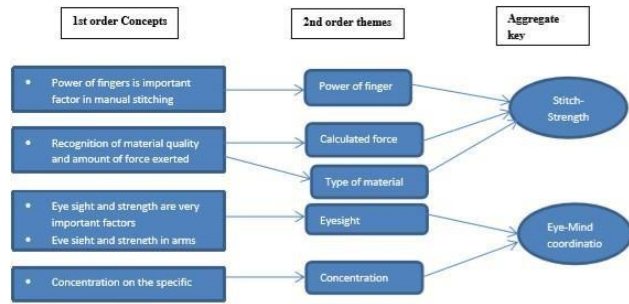 1st order Concepts
2nd order themes
Aggregate
key
• Power of fingers is important
factor in manual stitching
Power of finger
Stitch-
Strength
• Recognition of material quality
and amount of force exerted
Calculated force
Type of material
• Eye sight and strength are very
important factors
• Eve sight and streneth in arms
Eyesight
Eye-Mind
coordinatio
• Concentration on the specific
Concentration